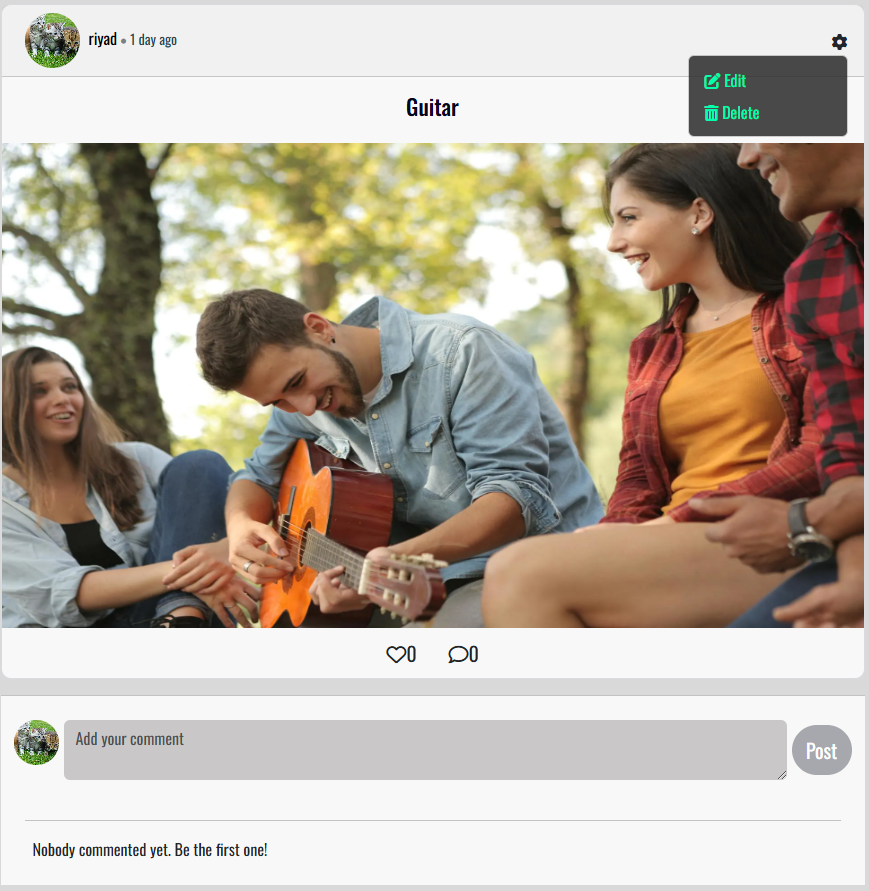 riyad • 1 day ago
Edit
Delete
Guitar
0 0
Add your comment
Post
Nobody commented yet. Be the first one!